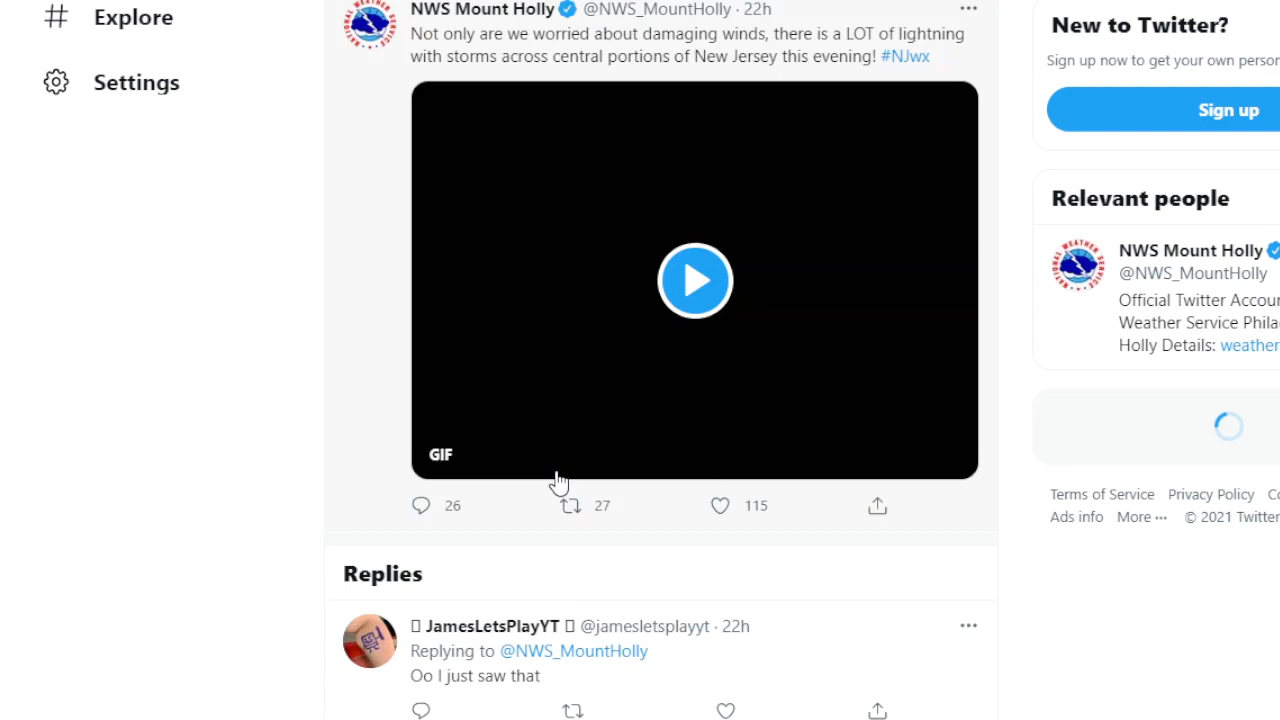 Explore
Settings
NWS Mount Holly @NWS_MountHolly · 22h
Not only are we worried about damaging winds, there is a LOT of lightning
with storms across central portions of New Jersey this evening! #NJwx
GIF
26 27 115
Replies
JamesLetsPlayYT @jamesletsplayyt · 22h
Replying to @NWS_MountHolly
Oo I just saw that
New to Twitter?
Sign up now to get your own person
Sign up
Relevant people
NWS Mount Holly
@NWS_MountHolly
Official Twitter Accoun
Weather Service Phila
Holly Details: weather
Terms of Service Privacy Policy Co
Ads info More ··· © 2021 Twitter